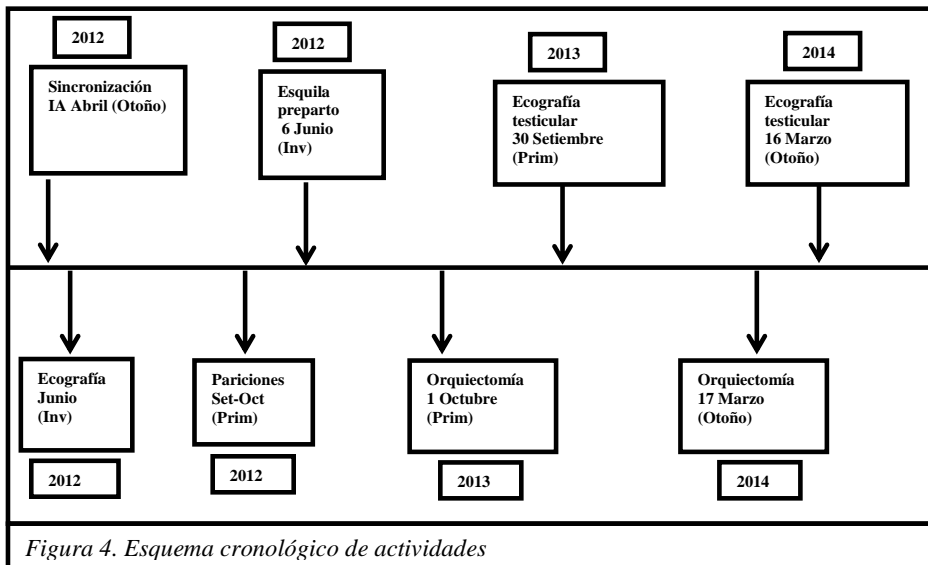 2012
Sincronización
IA Abril (Otoño)
2012
Esquila
preparto
6 Junio
(Inv)
2013
Ecografía
testicular
30 Setiembre
(Prim)
2014
Ecografía
testicular
16 Marzo
(Otoño)
Ecografía
Junio
(Inv)
2012
Pariciones
Set-Oct
(Prim)
2012
Orquiectomía
1 Octubre
(Prim)
2013
Orquiectomía
17 Marzo
(Otoño)
2014
Figura 4. Esquema cronológico de actividades